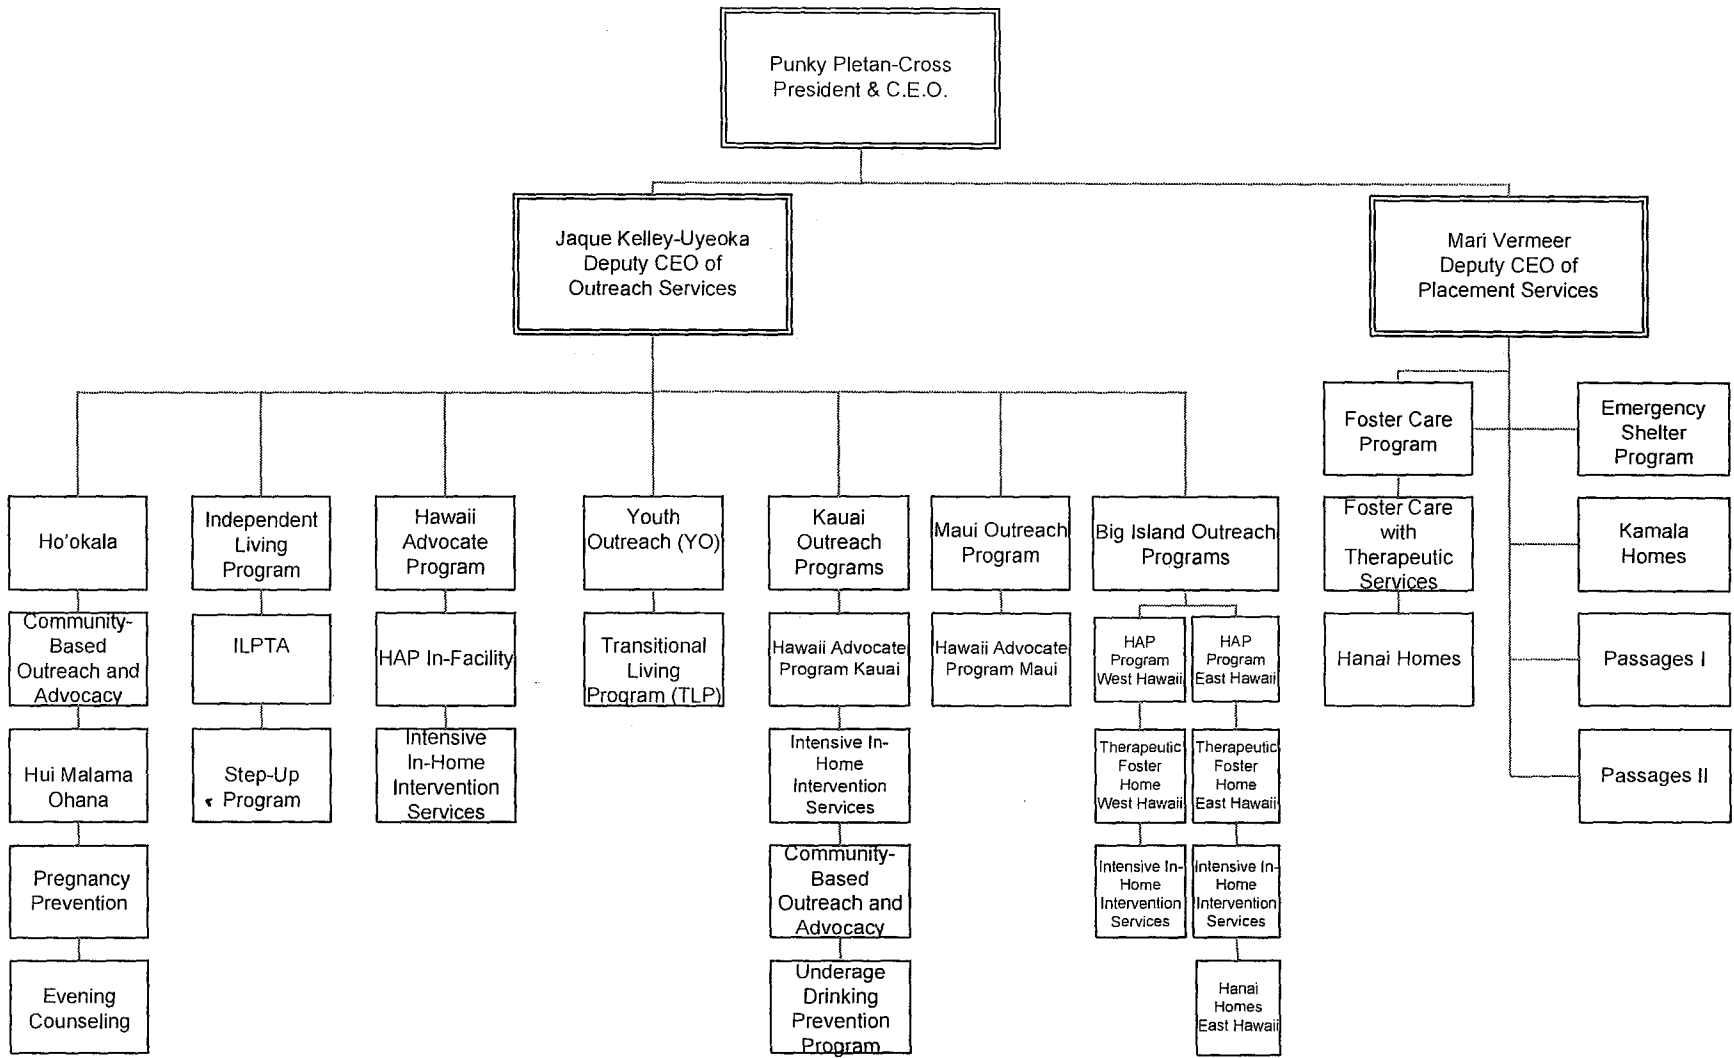 Punky Pletan-Cross
President & C.E.O.
Jaque Kelley-Uyeoka
Deputy CEO of
Outreach Services
Mari Vermeer
Deputy CEO of
Placement Services
Ho'okala
Community-
Based
Outreach and
Advocacy
Hui Malama
Ohana
Pregnancy
Prevention
Evening
Counseling
Independent
Living
Program
ILPTA
Step-Up
Program
Hawaii
Advocate
Program
HAP In-Facility
Intensive
In-Home
Intervention
Services
Youth
Outreach (YO)
Transitional
Living
Program (TLP)
Kauai
Outreach
Programs
Hawaii Advocate
Program Kauai
Intensive In-
Home
Intervention
Services
Community-
Based
Outreach and
Advocacy
Underage
Drinking
Prevention
Program
Maui Outreach
Program
Hawaii Advocate
Program Maui
Big Island Outreach
Programs
HAP
Program
West Hawaii
Therapeutic
Foster
Home
West Hawaii
Intensive In-
Home
Intervention
Services
HAP
Program
East Hawaii
Therapeutic
Foster
Home
East Hawaii
Intensive In-
Home
Intervention
Services
Hanai
Homes
East Hawaii
Foster Care
Program
Foster Care
with
Therapeutic
Services
Hanai Homes
Emergency
Shelter
Program
Kamala
Homes
Passages I
Passages II